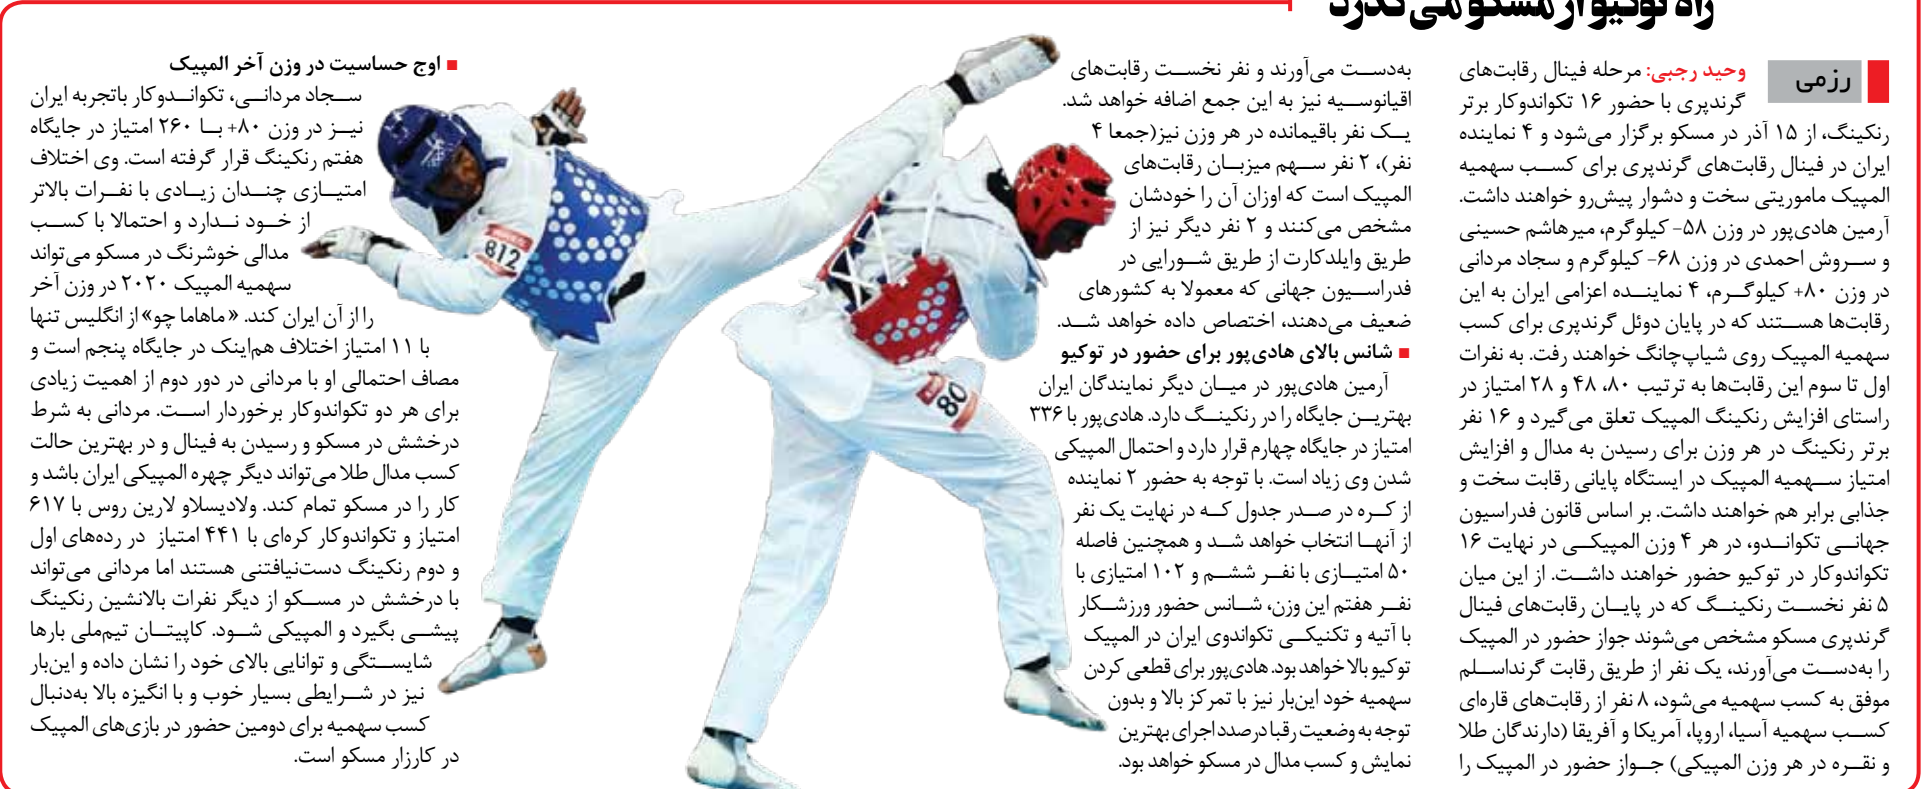 راه توکیو از مسکو می‌گذرد
رزمی
وحید رجبی: مرحله فینال رقابت‌های
گرندپری با حضور ۱۶ تکواندوکار برتر
رنکینگ، از ۱۵ آذر در مسکو برگزار می‌شود و ۴ نماینده
ایران در فینال رقابت‌های گرندپری برای کسب سهمیه
المپیک ماموریتی سخت و دشوار پیش‌رو خواهند داشت.
آرمین هادی‌پور در وزن ۵۸- کیلوگرم، میرهاشم حسینی
و سروش احمدی در وزن ۶۸- کیلوگرم و سجاد مردانی
در وزن ۸۰+ کیلوگرم، ۴ نماینده اعزامی ایران به این
رقابت‌ها هستند که در پایان دوئل گرندپری برای کسب
سهمیه المپیک روی شیاپ‌چانگ خواهند رفت. به نفرات
اول تا سوم این رقابت‌ها به ترتیب ۸۰، ۴۸ و ۲۸ امتیاز در
راستای افزایش رنکینگ المپیک تعلق می‌گیرد و ۱۶ نفر
برتر رنکینگ در هر وزن برای رسیدن به مدال و افزایش
امتیاز سهمیه المپیک در ایستگاه پایانی رقابت سخت و
جذابی برابر هم خواهند داشت. بر اساس قانون فدراسیون
جهانی تکواندو، در هر ۴ وزن المپیکی در نهایت ۱۶
تکواندوکار در توکیو حضور خواهند داشت. از این میان
۵ نفر نخست رنکینگ که در پایان رقابت‌های فینال
گرندپری مسکو مشخص می‌شوند جواز حضور در المپیک
را به‌دست می‌آورند، یک نفر از طریق رقابت گرنداسلم
موفق به کسب سهمیه می‌شود، ۸ نفر از رقابت‌های قاره‌ای
کسب سهمیه آسیا، اروپا، آمریکا و آفریقا (دارندگان طلا
و نقره در هر وزن المپیکی) جواز حضور در المپیک را
به‌دست می‌آورند و نفر نخست رقابت‌های
اقیانوسیه نیز به این جمع اضافه خواهد شد.
یک نفر باقیمانده در هر وزن نیز(جمعا ۴
نفر)، ۲ نفر سهم میزبان رقابت‌های
المپیک است که اوزان آن را خودشان
مشخص می‌کنند و ۲ نفر دیگر نیز از
طریق وایلدکارت از طریق شورایی در
فدراسیون جهانی که معمولا به کشورهای
ضعیف می‌دهند، اختصاص داده خواهد شد.
■ شانس بالای هادی‌پور برای حضور در توکیو
آرمین هادی‌پور در میان دیگر نمایندگان ایران
بهترین جایگاه را در رنکینگ دارد. هادی‌پور با ۳۳۶
امتیاز در جایگاه چهارم قرار دارد و احتمال المپیکی
شدن وی زیاد است. با توجه به حضور ۲ نماینده
از کره در صدر جدول که در نهایت یک نفر
از آنها انتخاب خواهد شد و همچنین فاصله
۵۰ امتیازی با نفر ششم و ۱۰۲ امتیازی با
نفر هفتم این وزن، شانس حضور ورزشکار
با آتیه و تکنیکی تکواندوی ایران در المپیک
توکیو بالا خواهد بود. هادی‌پور برای قطعی کردن
سهمیه خود این‌بار نیز با تمرکز بالا و بدون
توجه به وضعیت رقبا درصدد اجرای بهترین
نمایش و کسب مدال در مسکو خواهد بود.
■ اوج حساسیت در وزن آخر المپیک
سجاد مردانی، تکواندوکار باتجربه ایران
نیز در وزن ۸۰+ با ۲۶۰ امتیاز در جایگاه
هفتم رنکینگ قرار گرفته است. وی اختلاف
امتیازی چندان زیادی با نفرات بالاتر
از خود ندارد و احتمالا با کسب
مدالی خوشرنگ در مسکو می‌تواند
سهمیه المپیک ۲۰۲۰ در وزن آخر
را از آن ایران کند. «ماهاما چو» از انگلیس تنها
با ۱۱ امتیاز اختلاف هم‌اینک در جایگاه پنجم است و
مصاف احتمالی او با مردانی در دور دوم از اهمیت زیادی
برای هر دو تکواندوکار برخوردار است. مردانی به شرط
درخشش در مسکو و رسیدن به فینال و در بهترین حالت
کسب مدال طلا می‌تواند دیگر چهره المپیکی ایران باشد و
کار را در مسکو تمام کند. ولادیسلاو لارین روس با ۶۱۷
امتیاز و تکواندوکار کره‌ای با ۴۴۱ امتیاز در رده‌های اول
و دوم رنکینگ دست‌نیافتنی هستند اما مردانی می‌تواند
با درخشش در مسکو از دیگر نفرات بالانشین رنکینگ
پیشی بگیرد و المپیکی شود. کاپیتان تیم‌ملی بارها
شایستگی و توانایی بالای خود را نشان داده و این‌بار
نیز در شرایطی بسیار خوب و با انگیزه بالا به‌دنبال
کسب سهمیه برای دومین حضور در بازی‌های المپیک
در کارزار مسکو است.
812
80